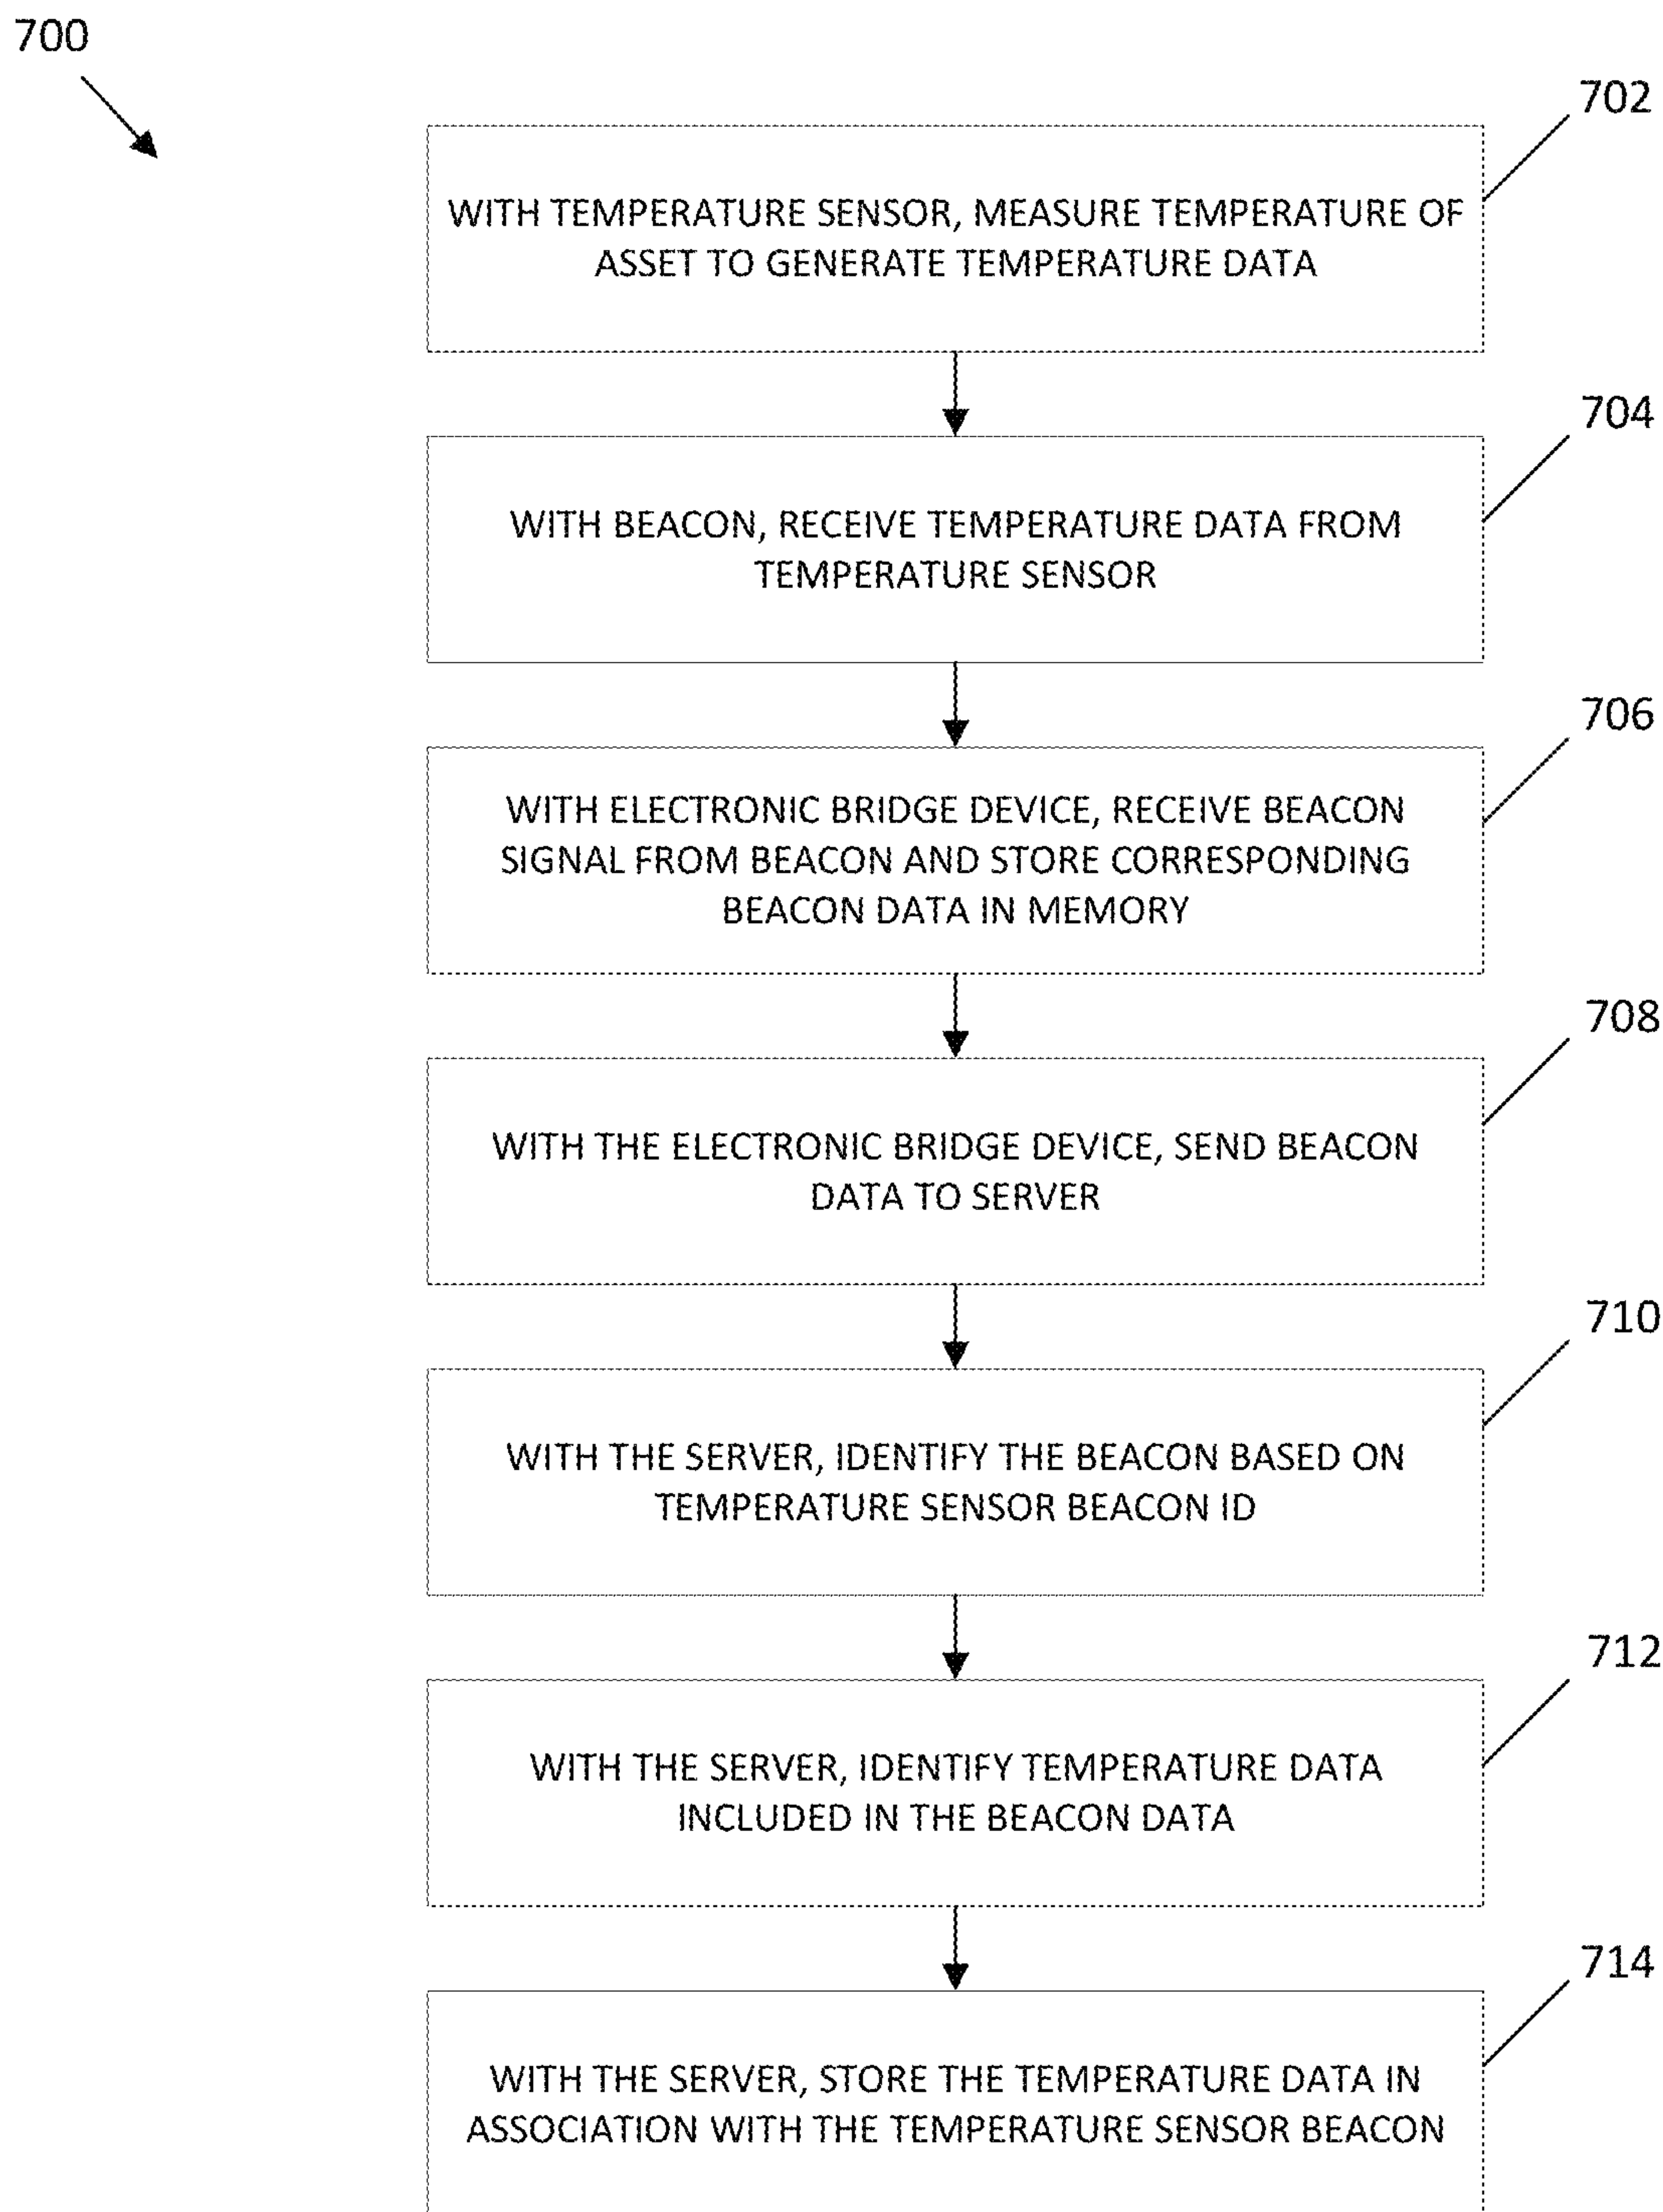 700
702
WITH TEMPERATURE SENSOR, MEASURE TEMPERATURE OF
ASSET TO GENERATE TEMPERATURE DATA
704
WITH BEACON, RECEIVE TEMPERATURE DATA FROM
TEMPERATURE SENSOR
706
WITH ELECTRONIC BRIDGE DEVICE, RECEIVE BEACON
SIGNAL FROM BEACON AND STORE CORRESPONDING
BEACON DATA IN MEMORY
708
WITH THE ELECTRONIC BRIDGE DEVICE, SEND BEACON
DATA TO SERVER
710
WITH THE SERVER, IDENTIFY THE BEACON BASED ON
TEMPERATURE SENSOR BEACON ID
712
WITH THE SERVER, IDENTIFY TEMPERATURE DATA
INCLUDED IN THE BEACON DATA
714
WITH THE SERVER, STORE THE TEMPERATURE DATA IN
ASSOCIATION WITH THE TEMPERATURE SENSOR BEACON